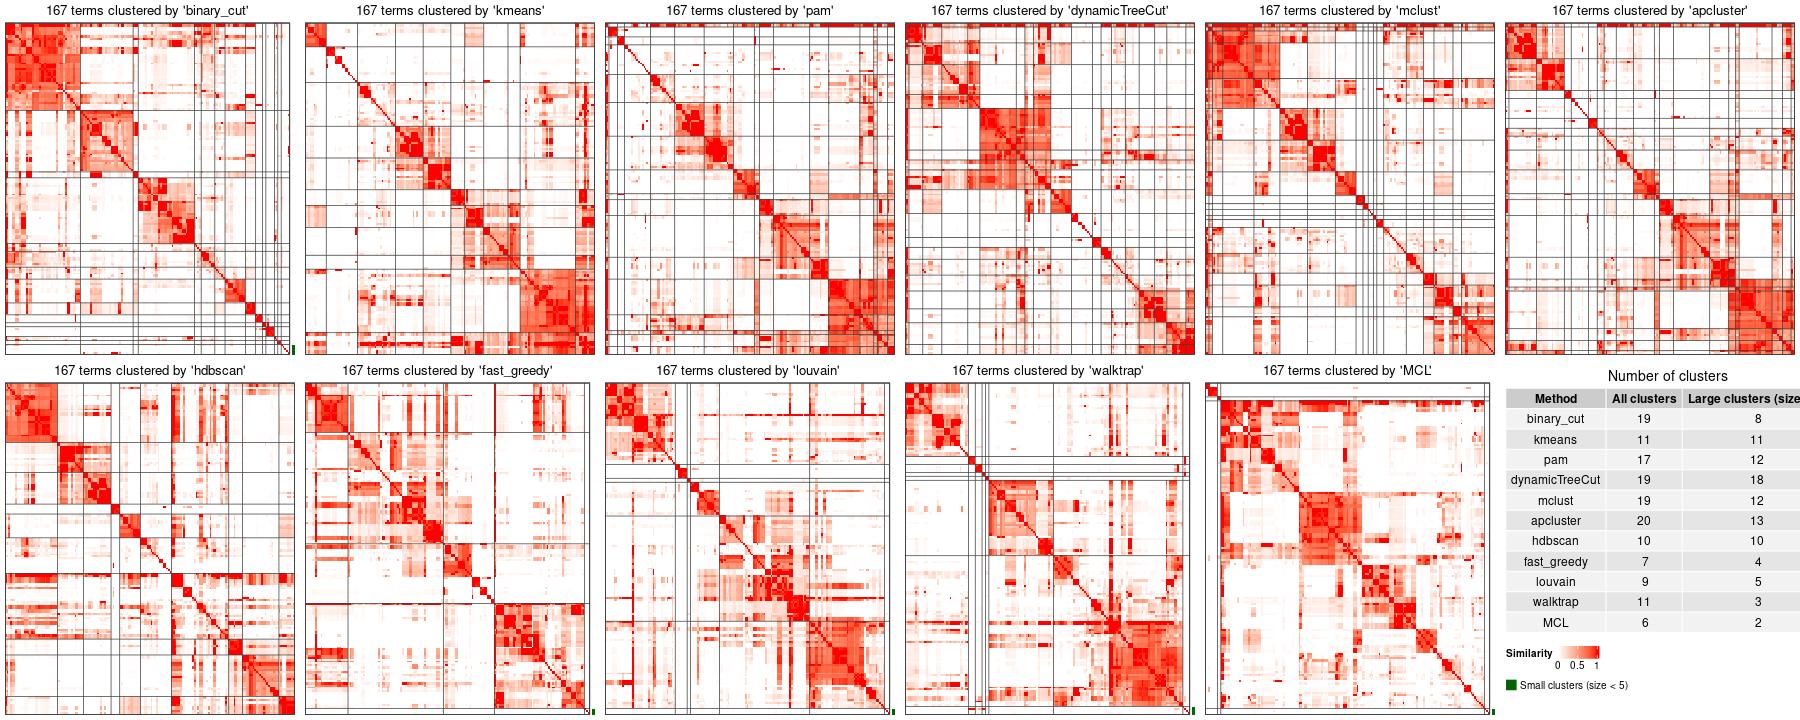 167 terms clustered by 'binary_cut'
167 terms clustered by 'kmeans'
167 terms clustered by 'pam'
167 terms clustered by 'dynamicTreeCut'
167 terms clustered by 'mclust'
167 terms clustered by 'apcluster'
167 terms clustered by 'hdbscan'
167 terms clustered by 'fast_greedy'
167 terms clustered by 'louvain'
167 terms clustered by 'walktrap'
167 terms clustered by 'MCL'
Number of clusters
Method All clusters Large clusters (size
binary_cut 19 8
kmeans 11 11
pam 17 12
dynamicTreeCut 19 18
mclust 19 12
apcluster 20 13
hdbscan 10 10
fast_greedy 7 4
louvain 9 5
walktrap 11 3
MCL 6 2
Similarity
0 0.5 1
Small clusters (size < 5)